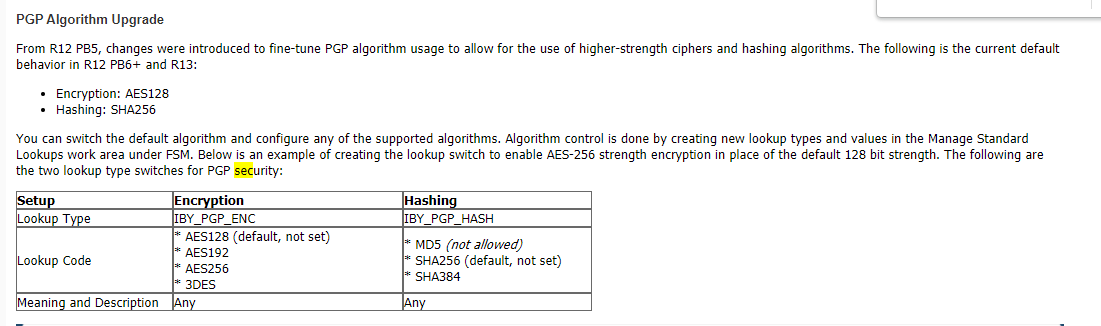 PGP Algorithm Upgrade
From R12 PB5, changes were introduced to fine-tune PGP algorithm usage to allow for the use of higher-strength ciphers and hashing algorithms. The following is the current default
behavior in R12 PB6+ and R13:
• Encryption: AES128
• Hashing: SHA256
You can switch the default algorithm and configure any of the supported algorithms. Algorithm control is done by creating new lookup types and values in the Manage Standard
Lookups work area under FSM. Below is an example of creating the lookup switch to enable AES-256 strength encryption in place of the default 128 bit strength. The following are
the two lookup type switches for PGP security:
Setup Encryption Hashing
Lookup Type IBY_PGP_ENC IBY_PGP_HASH
Lookup Code
* AES128 (default, not set)
* AES192
* AES256
* 3DES
* MD5 (not allowed)
* SHA256 (default, not set)
* SHA384
Meaning and Description Any Any